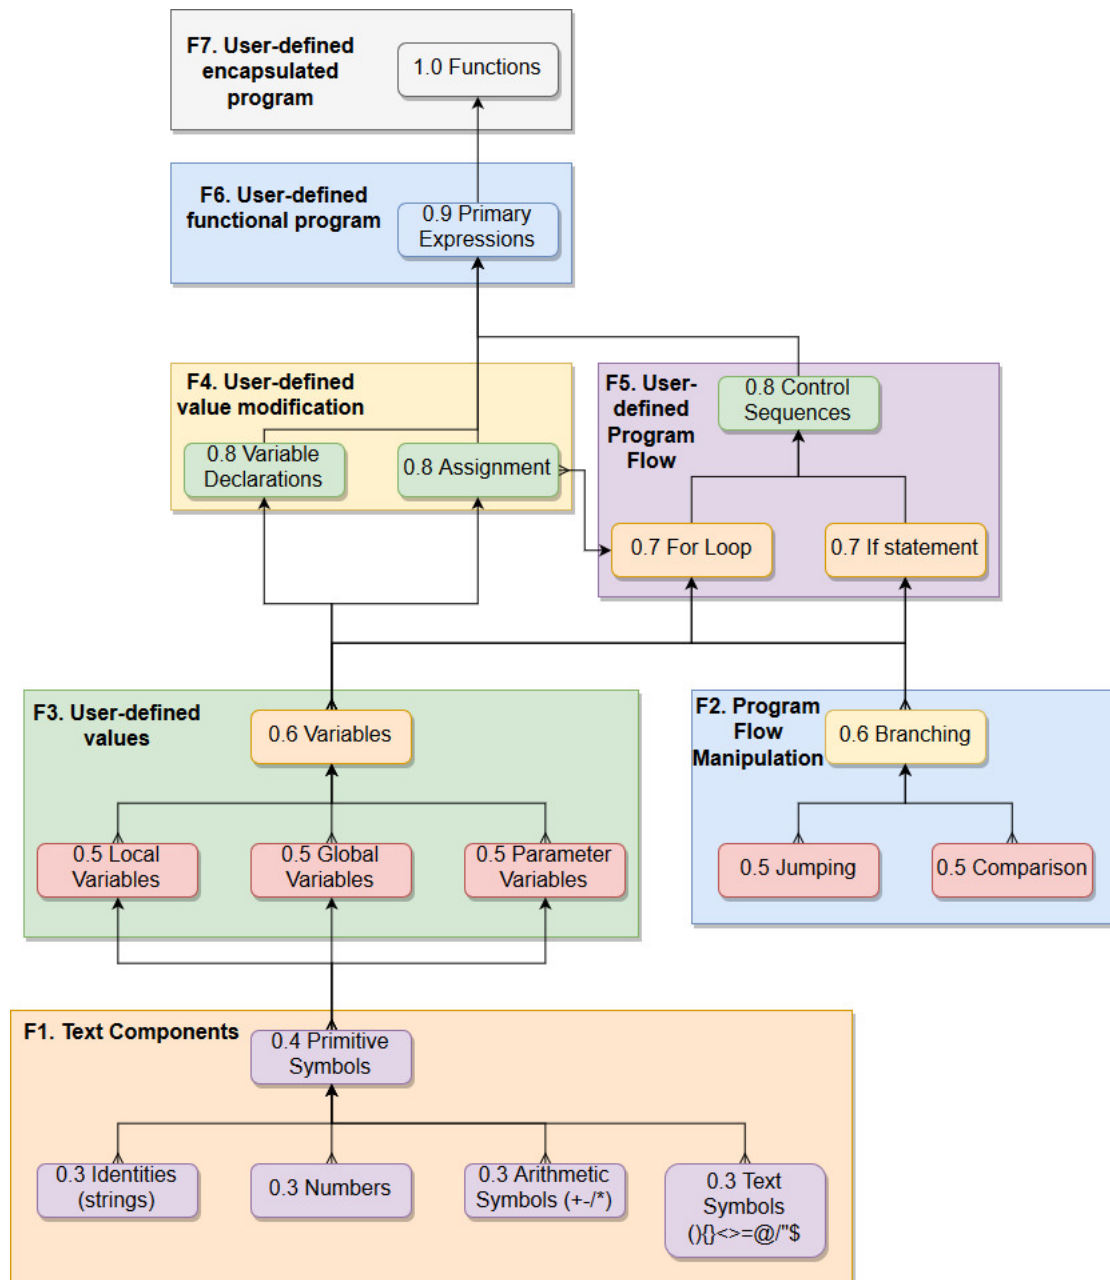 F7. User-defined
encapsulated
program
1.0 Functions
F6. User-defined
functional program
0.9 Primary
Expressions
F4. User-defined
value modification
0.8 Variable
Declarations
0.8 Assignment
F5. User-
defined
Program
Flow
0.8 Control
Sequences
0.7 For Loop
0.7 If statement
F3. User-defined
values
0.6 Variables
0.5 Local
Variables
0.5 Global
Variables
0.5 Parameter
Variables
F2. Program
Flow
Manipulation
0.6 Branching
0.5 Jumping
0.5 Comparison
F1. Text Components
0.4 Primitive
Symbols
0.3 Identities
(strings)
0.3 Numbers
0.3 Arithmetic
Symbols (+-/*)
0.3 Text
Symbols
(){}<>=@/"$